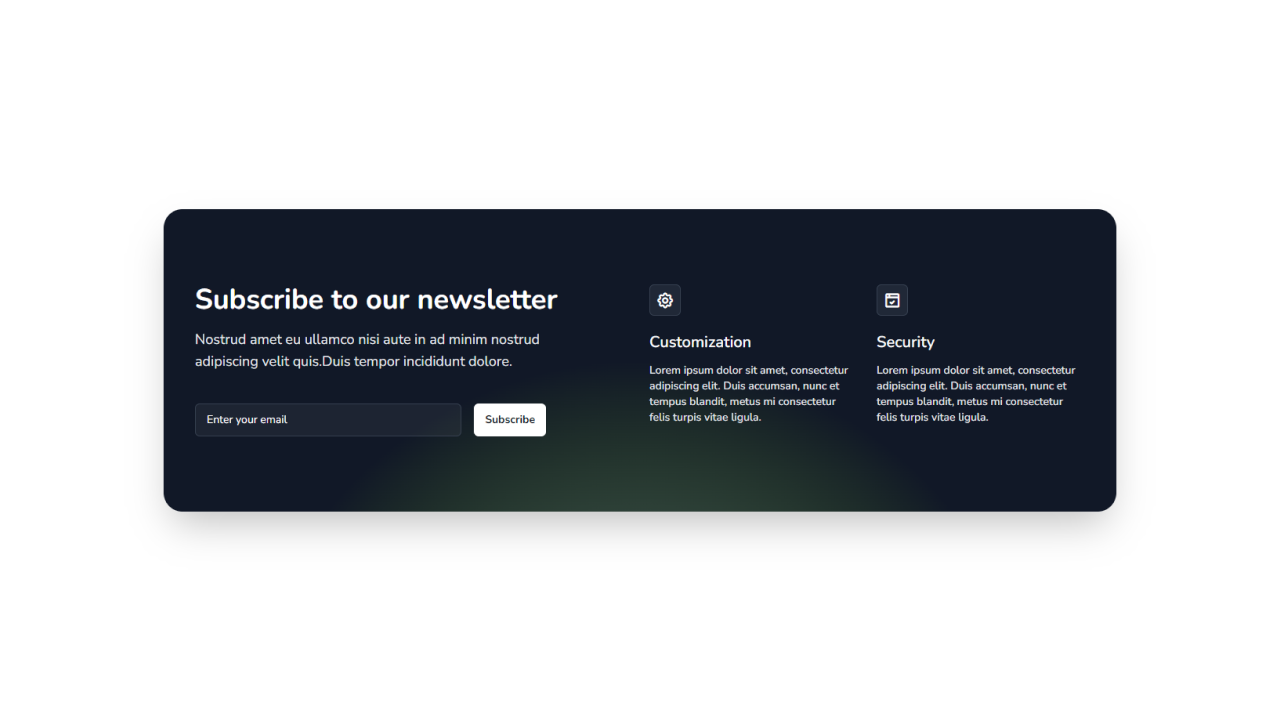 Subscribe to our newsletter
Nostrud amet eu ullamco nisi aute in ad minim nostrud
adipiscing velit quis.Duis tempor incididunt dolore.
Enter your email
Subscribe
Customization
Lorem ipsum dolor sit amet, consectetur
adipiscing elit. Duis accumsan, nunc et
tempus blandit, metus mi consectetur
felis turpis vitae ligula.
Security
Lorem ipsum dolor sit amet, consectetur
adipiscing elit. Duis accumsan, nunc et
tempus blandit, metus mi consectetur
felis turpis vitae ligula.